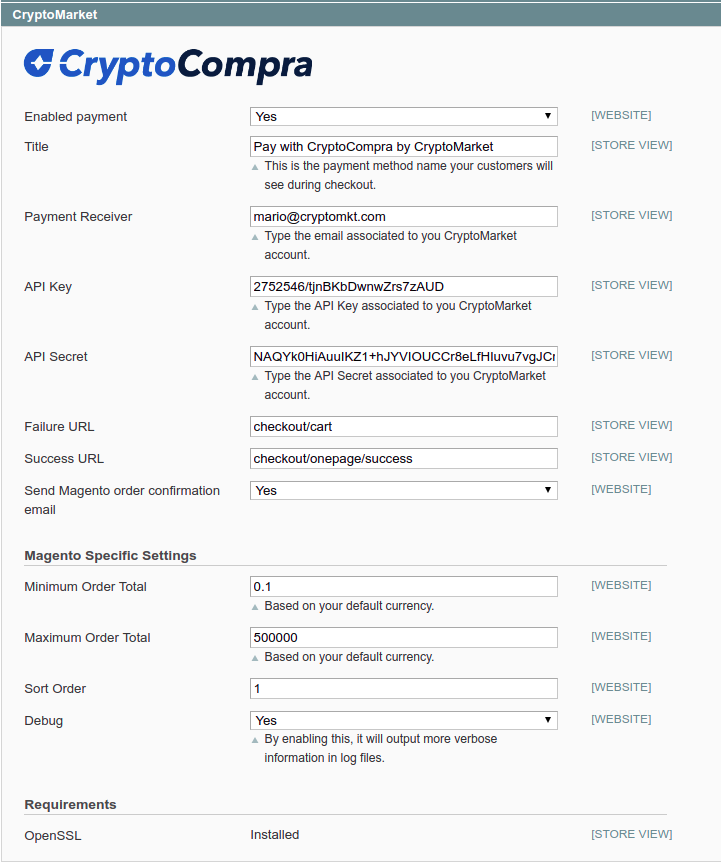 CryptoMarket
CryptoCompra
Enabled payment Yes [WEBSITE]
Title Pay with CryptoCompra by CryptoMarket [STORE VIEW]
This is the payment method name your customers will
see during checkout.
Payment Receiver mario@cryptomkt.com [STORE VIEW]
Type the email associated to you CryptoMarket
account.
API Key 2752546/tjnBKbDwnwZrs7zAUD [STORE VIEW]
Type the API Key associated to you CryptoMarket
account.
API Secret [STORE VIEW]
Type the API Secret associated to you CryptoMarket
account.
Failure URL checkout/cart [STORE VIEW]
Success URL checkout/onepage/success [STORE VIEW]
Send Magento order confirmation
email Yes [WEBSITE]
Magento Specific Settings
Minimum Order Total 0.1 [WEBSITE]
Based on your default currency.
Maximum Order Total 500000 [WEBSITE]
Based on your default currency.
Sort Order 1 [WEBSITE]
Debug Yes [WEBSITE]
By enabling this, it will output more verbose
information in log files.
Requirements
OpenSSL Installed [STORE VIEW]